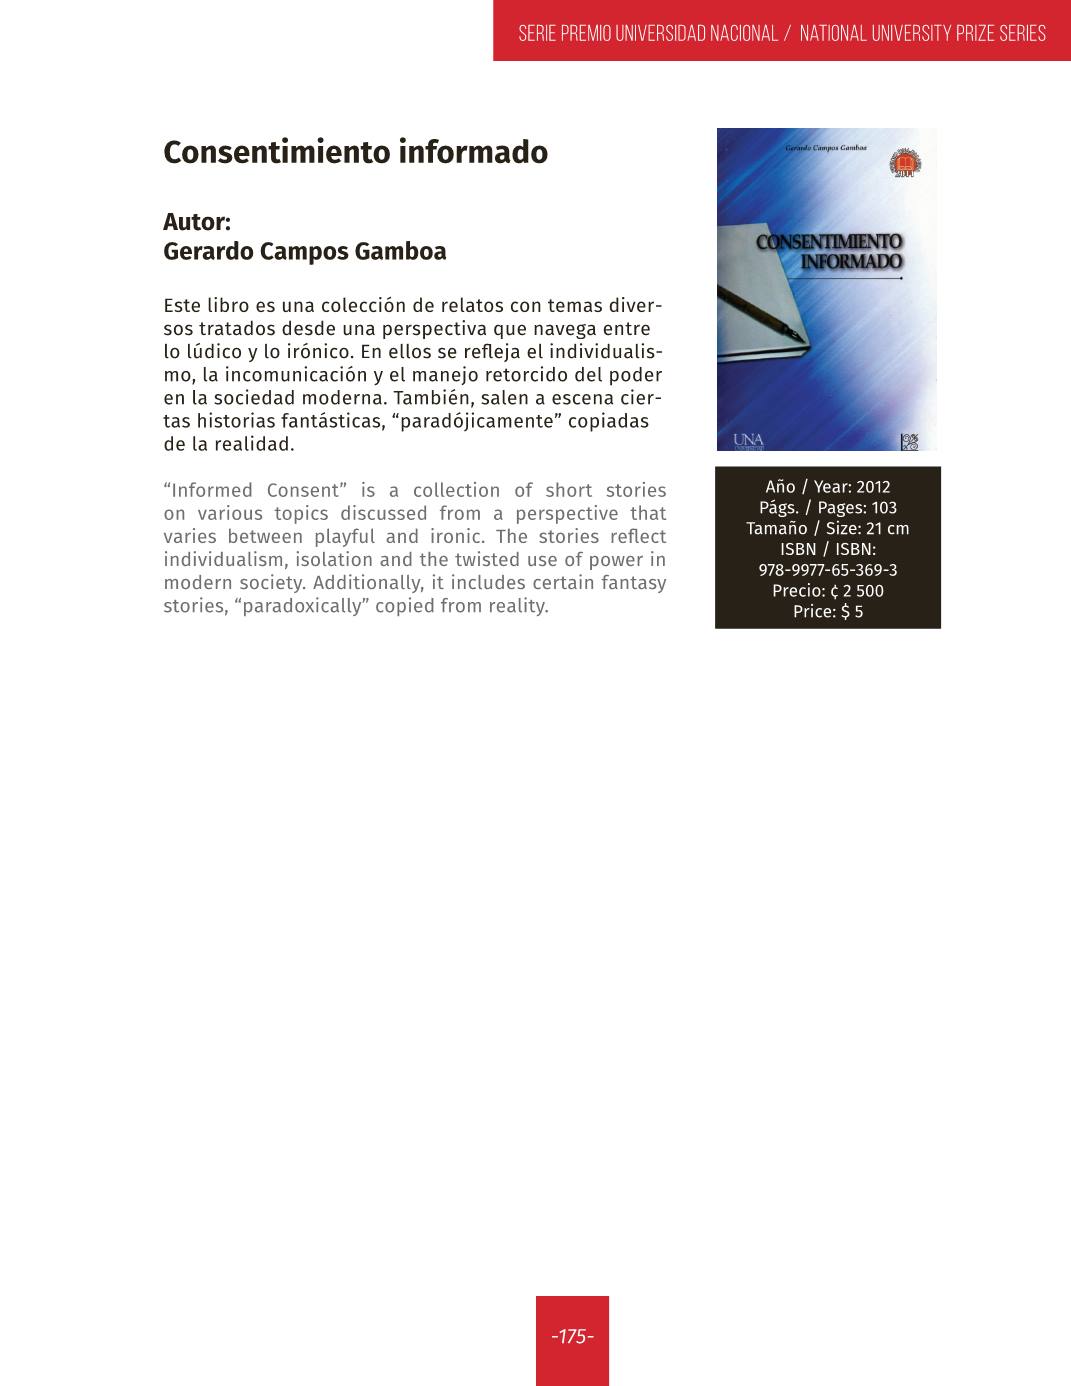 SERIE PREMIO UNIVERSIDAD NACIONAL / NATIONAL UNIVERSITY PRIZE SERIES
Consentimiento informado
Autor:
Gerardo Campos Gamboa
Este libro es una colección de relatos con temas diver-
sos tratados desde una perspectiva que navega entre
lo lúdico y lo irónico. En ellos se refleja el individualis-
mo, la incomunicación y el manejo retorcido del poder
en la sociedad moderna. También, salen a escena cier-
tas historias fantásticas, “paradójicamente” copiadas
de la realidad.
“Informed Consent” is a collection of short stories
on various topics discussed from a perspective that
varies between playful and ironic. The stories reflect
individualism, isolation and the twisted use of power in
modern society. Additionally, it includes certain fantasy
stories, “paradoxically” copied from reality.
Gerardo Campos Gamboa
CONSENTIMIENTO
INFORMADO
UNA
Año / Year: 2012
Págs. / Pages: 103
Tamaño / Size: 21 cm
ISBN / ISBN:
978-9977-65-369-3
Precio: ¢ 2 500
Price: $ 5
-175-